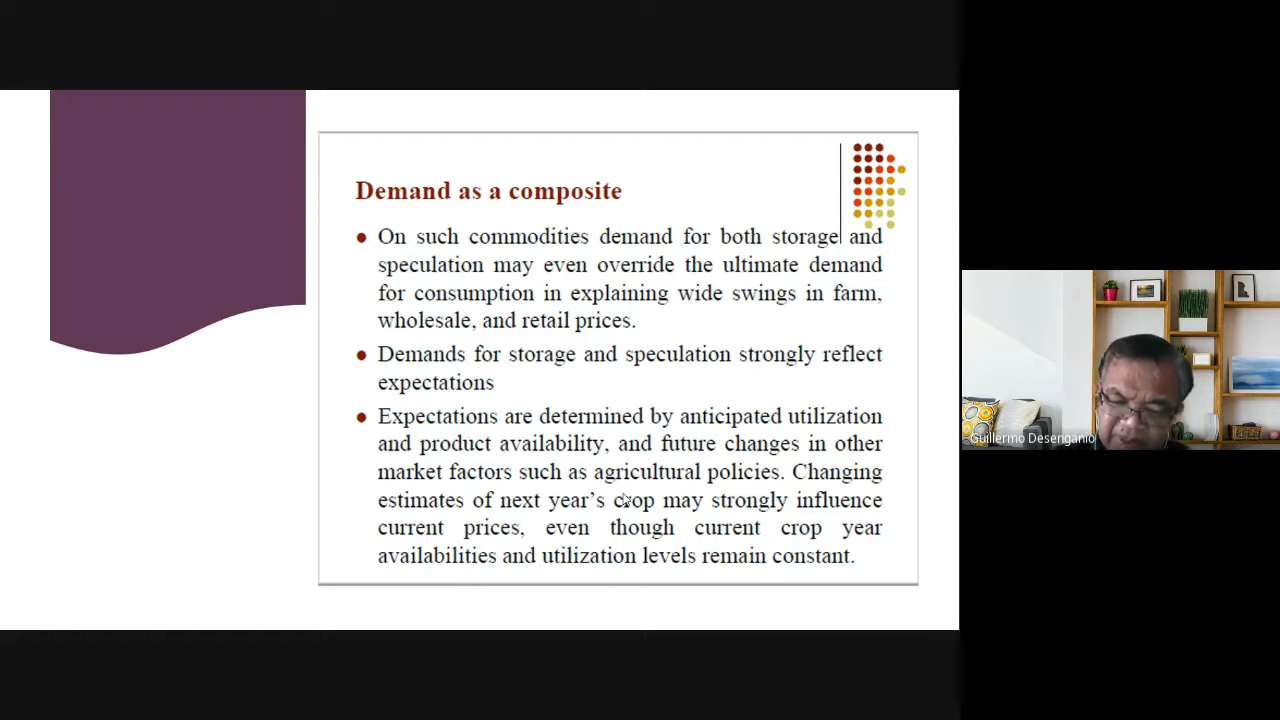 Demand as a composite
On such commodities demand for both storage and
speculation may even override the ultimate demand
for consumption in explaining wide swings in farm,
wholesale, and retail prices.
Demands for storage and speculation strongly reflect
expectations
Expectations are determined by anticipated utilization
and product availability, and future changes in other
market factors such as agricultural policies. Changing
estimates of next year’s crop may strongly influence
current prices, even though current crop year
availabilities and utilization levels remain constant.
Guillermo Desenganio